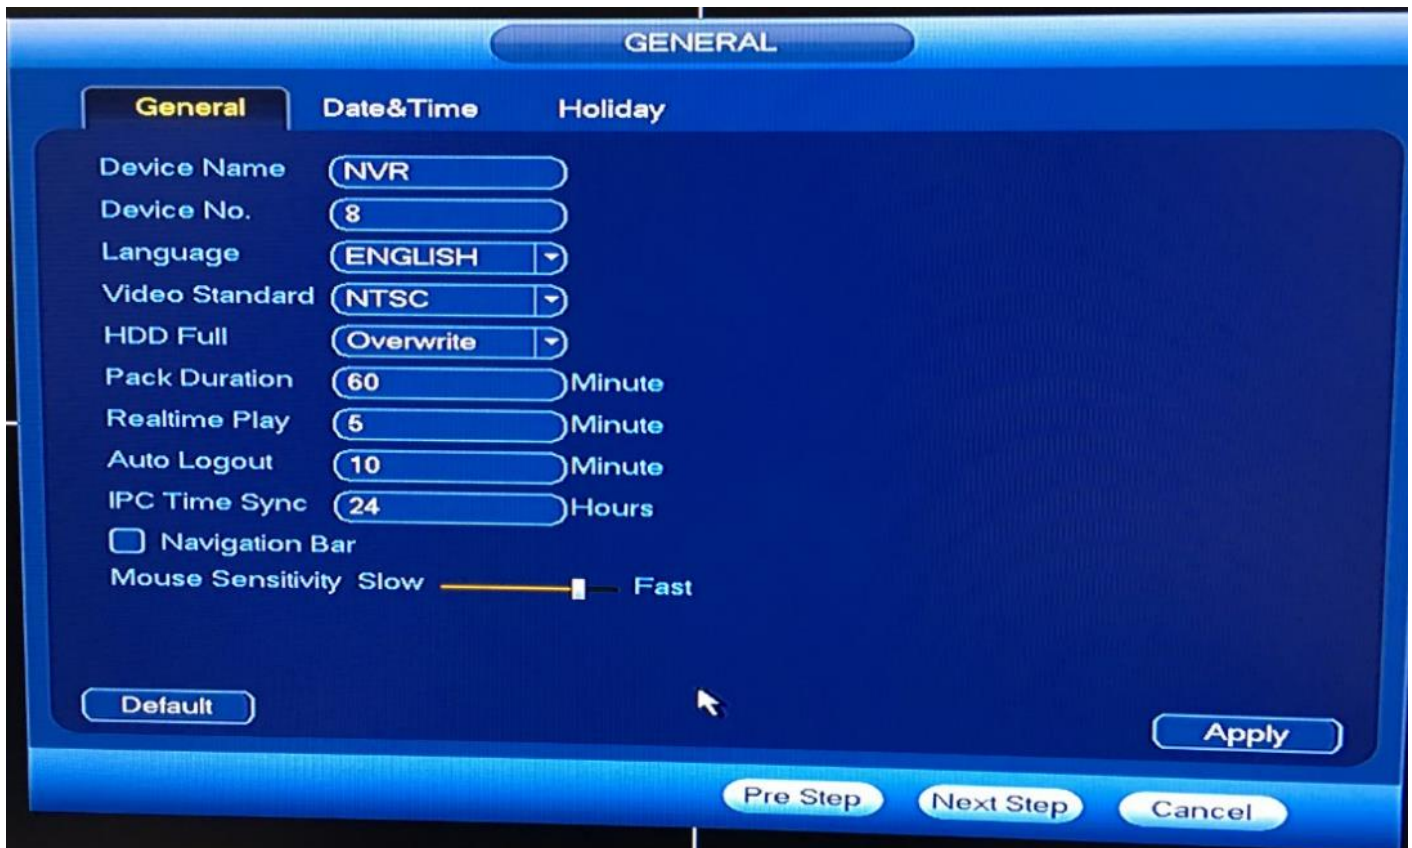 GENERAL
General Date&Time Holiday
Device Name NVR
Device No. 8
Language ENGLISH
Video Standard NTSC
HDD Full Overwrite
Pack Duration 60 Minute
Realtime Play 5 Minute
Auto Logout 10 Minute
IPC Time Sync 24 Hours
Navigation Bar
Mouse Sensitivity Slow Fast
Default Apply
Pre Step Next Step Cancel